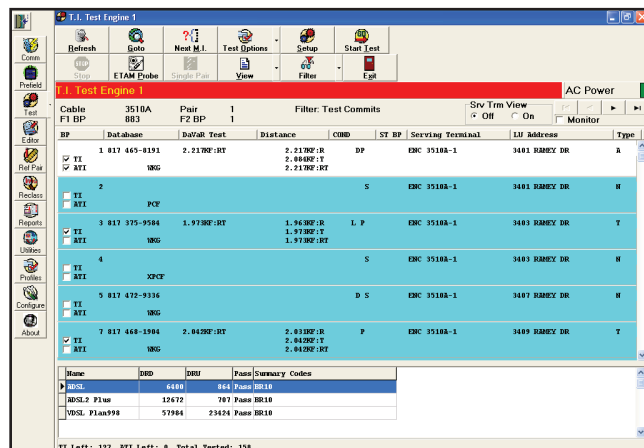 T.I. Test Engine 1
Refresh Goto Next M.I. Test Options Setup Start Test
Stop ETAM Probe Single Pair View Filter Exit
T.I. Test Engine 1 AC Power
Cable 3510A Pair 1 Filter: Test Commits Srv Trm View
F1 BP 883 F2 BP 1 Off On Monitor
BP Database DaVaR Test Distance COND ST BP Serving Terminal LU Address Type
1 817 465-8191 2.217KF:RT 2.217KF:R DP ENC 3510A-1 3401 RAMEY DR A
TI 2.084KF:T
ATI WKG 2.217KF:RT
2 S ENC 3510A-1 3401 RAMEY DR N
TI
ATI PCF
3 817 375-9584 1.973KF:RT 1.963KF:R L P ENC 3510A-1 3403 RAMEY DR T
TI 1.973KF:T
ATI WKG 1.973KF:RT
4 S ENC 3510A-1 3403 RAMEY DR N
TI
ATI XPCF
5 817 472-9336 D S ENC 3510A-1 3407 RAMEY DR N
TI
ATI WKG
7 817 468-1904 2.042KF:RT 2.031KF:R P ENC 3510A-1 3409 RAMEY DR T
TI 2.042KF:T
ATI WKG 2.042KF:RT
Name DRD DRU Pass Summary Codes
ADSL 6400 864 Pass BR10
ADSL2 Plus 12672 707 Pass BR10
VDSL Plan998 57984 23424 Pass BR10
TI Left: 127 ATI Left: 0 Total Tested: 158
Comm
Prefield
Test
Editor
Ref Pair
Reclass
Reports
Utilities
Profiles
Configure
About